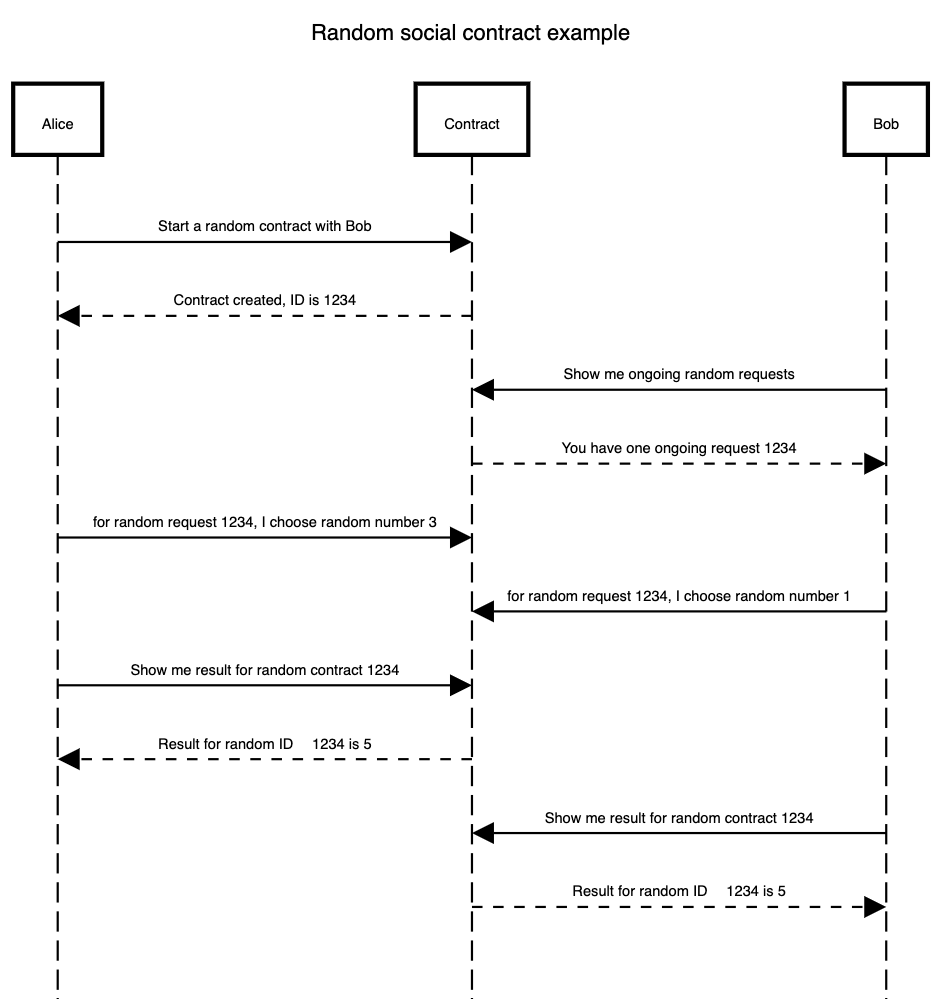 Random social contract example
Alice
Contract
Bob
Start a random contract with Bob
Contract created, ID is 1234
Show me ongoing random requests
You have one ongoing request 1234
for random request 1234, I choose random number 3
for random request 1234, I choose random number 1
Show me result for random contract 1234
Result for random ID 1234 is 5
Show me result for random contract 1234
Result for random ID 1234 is 5